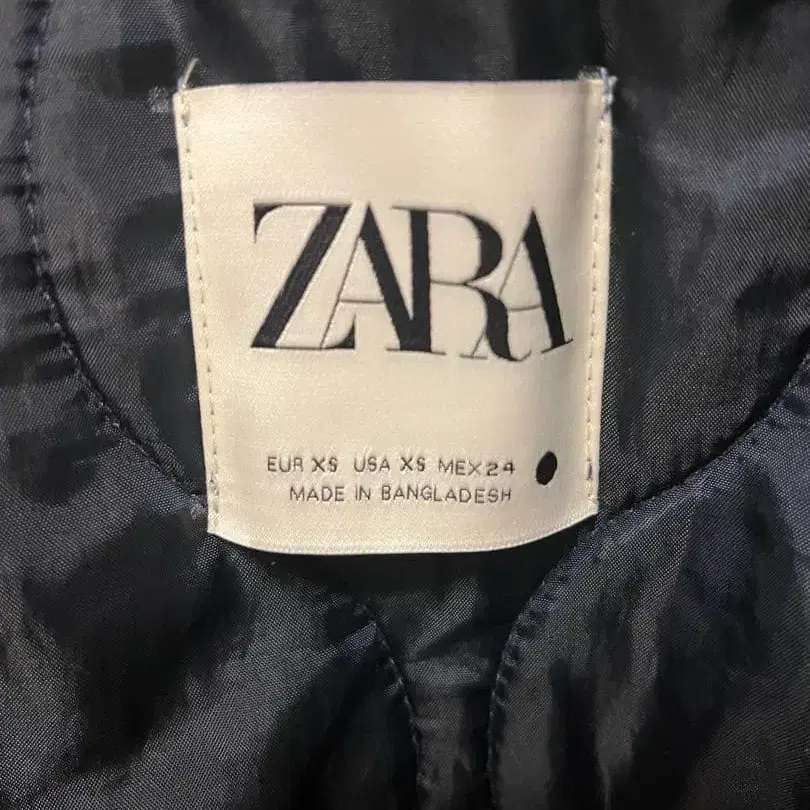 ZARA
EUR XS USA XS MEX 24
MADE IN BANGLADESH